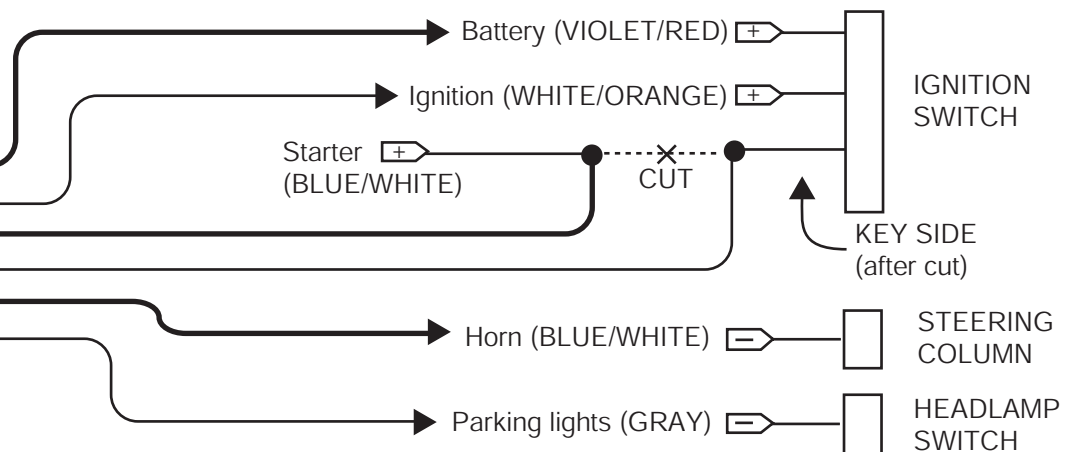 Battery (VIOLET/RED) +
Ignition (WHITE/ORANGE) +
IGNITION
SWITCH
Starter +
(BLUE/WHITE)
CUT
KEY SIDE
(after cut)
Horn (BLUE/WHITE) −
STEERING
COLUMN
Parking lights (GRAY) −
HEADLAMP
SWITCH